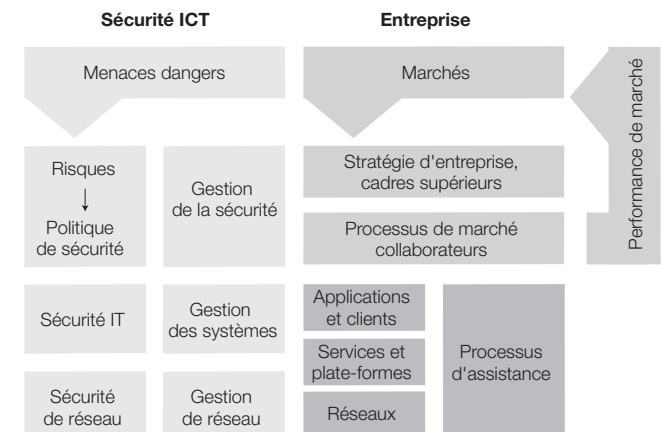 Sécurité ICT
Entreprise
Menaces dangers
Marchés
Performance de marché
Risques
↓
Politique
de sécurité
Gestion
de la sécurité
Stratégie d'entreprise,
cadres supérieurs
Processus de marché
collaborateurs
Sécurité IT
Gestion
des systèmes
Applications
et clients
Services et
plate-formes
Processus
d'assistance
Sécurité
de réseau
Gestion
de réseau
Réseaux